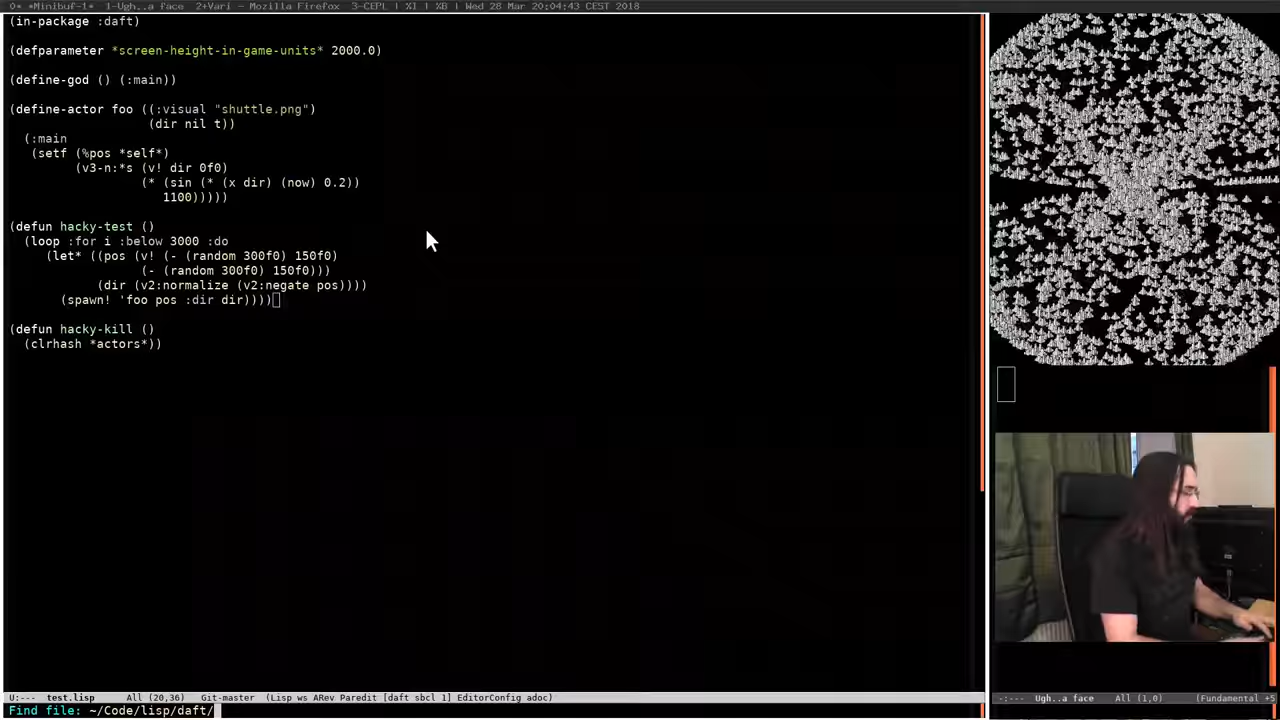 0* *Minibuf-1* 1-Ugh..a face 2+Vari - Mozilla Firefox 3-CEPL | %I | %B | Wed 28 Mar 20:04:43 CEST 2018
(in-package :daft)
(defparameter *screen-height-in-game-units* 2000.0)
(define-god () (:main))
(define-actor foo ((:visual "shuttle.png")
(dir nil t))
(:main
(setf (%pos *self*)
(v3-n:*s (v! dir 0f0)
(* (sin (* (x dir) (now) 0.2))
1100)))))
(defun hacky-test ()
(loop :for i :below 3000 :do
(let* ((pos (v! (- (random 300f0) 150f0)
(- (random 300f0) 150f0)))
(dir (v2:normalize (v2:negate pos))))
(spawn! 'foo pos :dir dir))))
(defun hacky-kill ()
(clrhash *actors*))
U:--- test.lisp All (20,36) Git-master (Lisp ws ARev Paredit [daft sbcl 1] EditorConfig adoc)
-:--- Ugh..a face All (1,0) (Fundamental +5
Find file: ~/Code/lisp/daft/